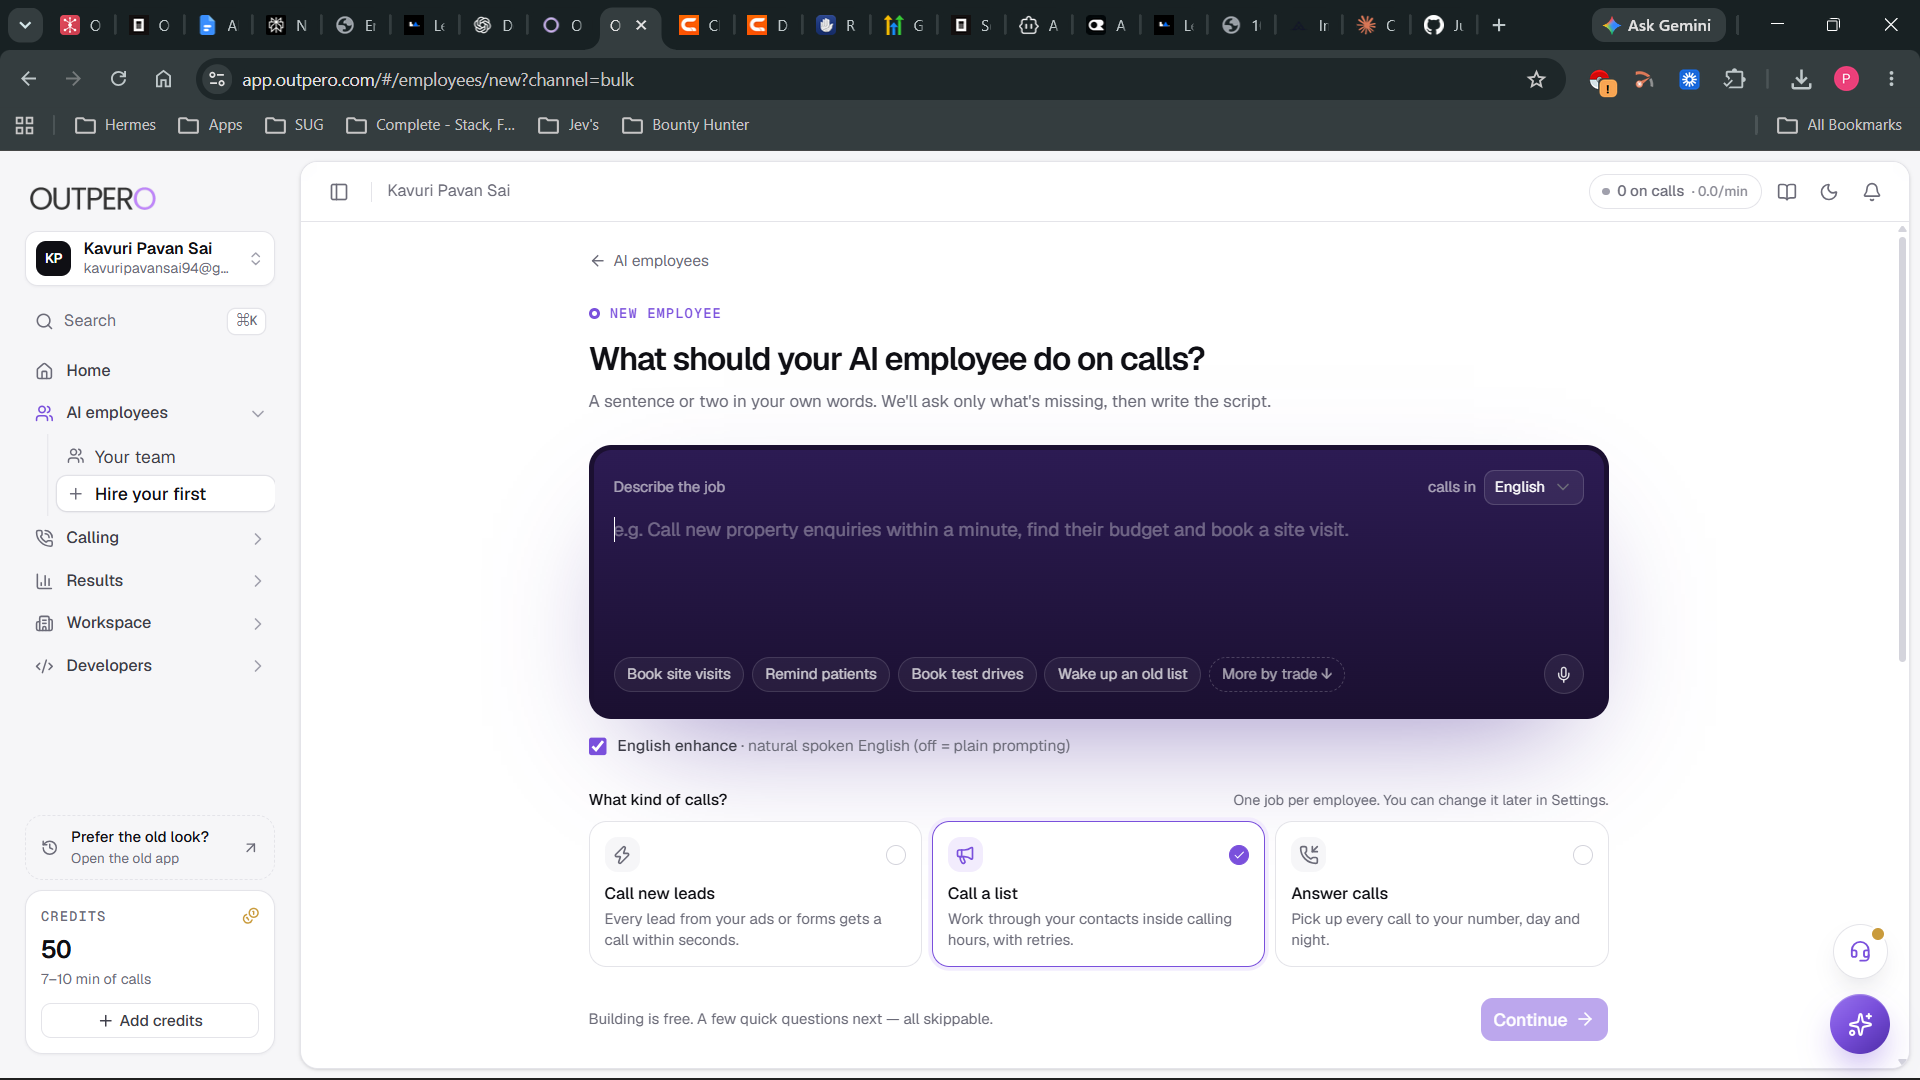 O
O
A
N
Er
Le
D
O
O
C
D
R
G
S
A
A
Le
1
Ir
C
Ju
Ask Gemini
app.outpero.com/#/employees/new?channel=bulk
P
Hermes
Apps
SUG
Complete - Stack, F...
Jev's
Bounty Hunter
All Bookmarks
OUTPERO
KP
Kavuri Pavan Sai
kavuripavansai94@g...
Search
⌘K
Home
AI employees
Your team
Hire your first
Calling
Results
Workspace
Developers
Prefer the old look?
Open the old app
CREDITS
50
7–10 min of calls
+ Add credits
Kavuri Pavan Sai
0 on calls · 0.0/min
← AI employees
NEW EMPLOYEE
What should your AI employee do on calls?
A sentence or two in your own words. We'll ask only what's missing, then write the script.
Describe the job
calls in English
e.g. Call new property enquiries within a minute, find their budget and book a site visit.
Book site visits
Remind patients
Book test drives
Wake up an old list
More by trade ↓
English enhance · natural spoken English (off = plain prompting)
What kind of calls?
One job per employee. You can change it later in Settings.
Call new leads
Every lead from your ads or forms gets a
call within seconds.
Call a list
Work through your contacts inside calling
hours, with retries.
Answer calls
Pick up every call to your number, day and
night.
Building is free. A few quick questions next — all skippable.
Continue →